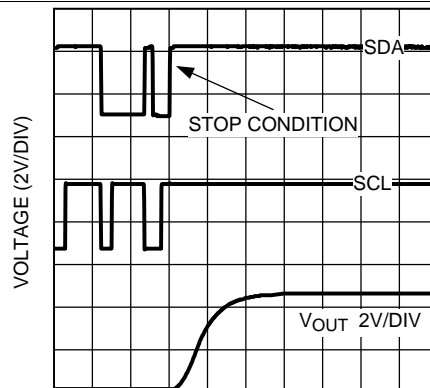 SDA
STOP CONDITION
VOLTAGE (2V/DIV)
SCL
VOUT 2V/DIV